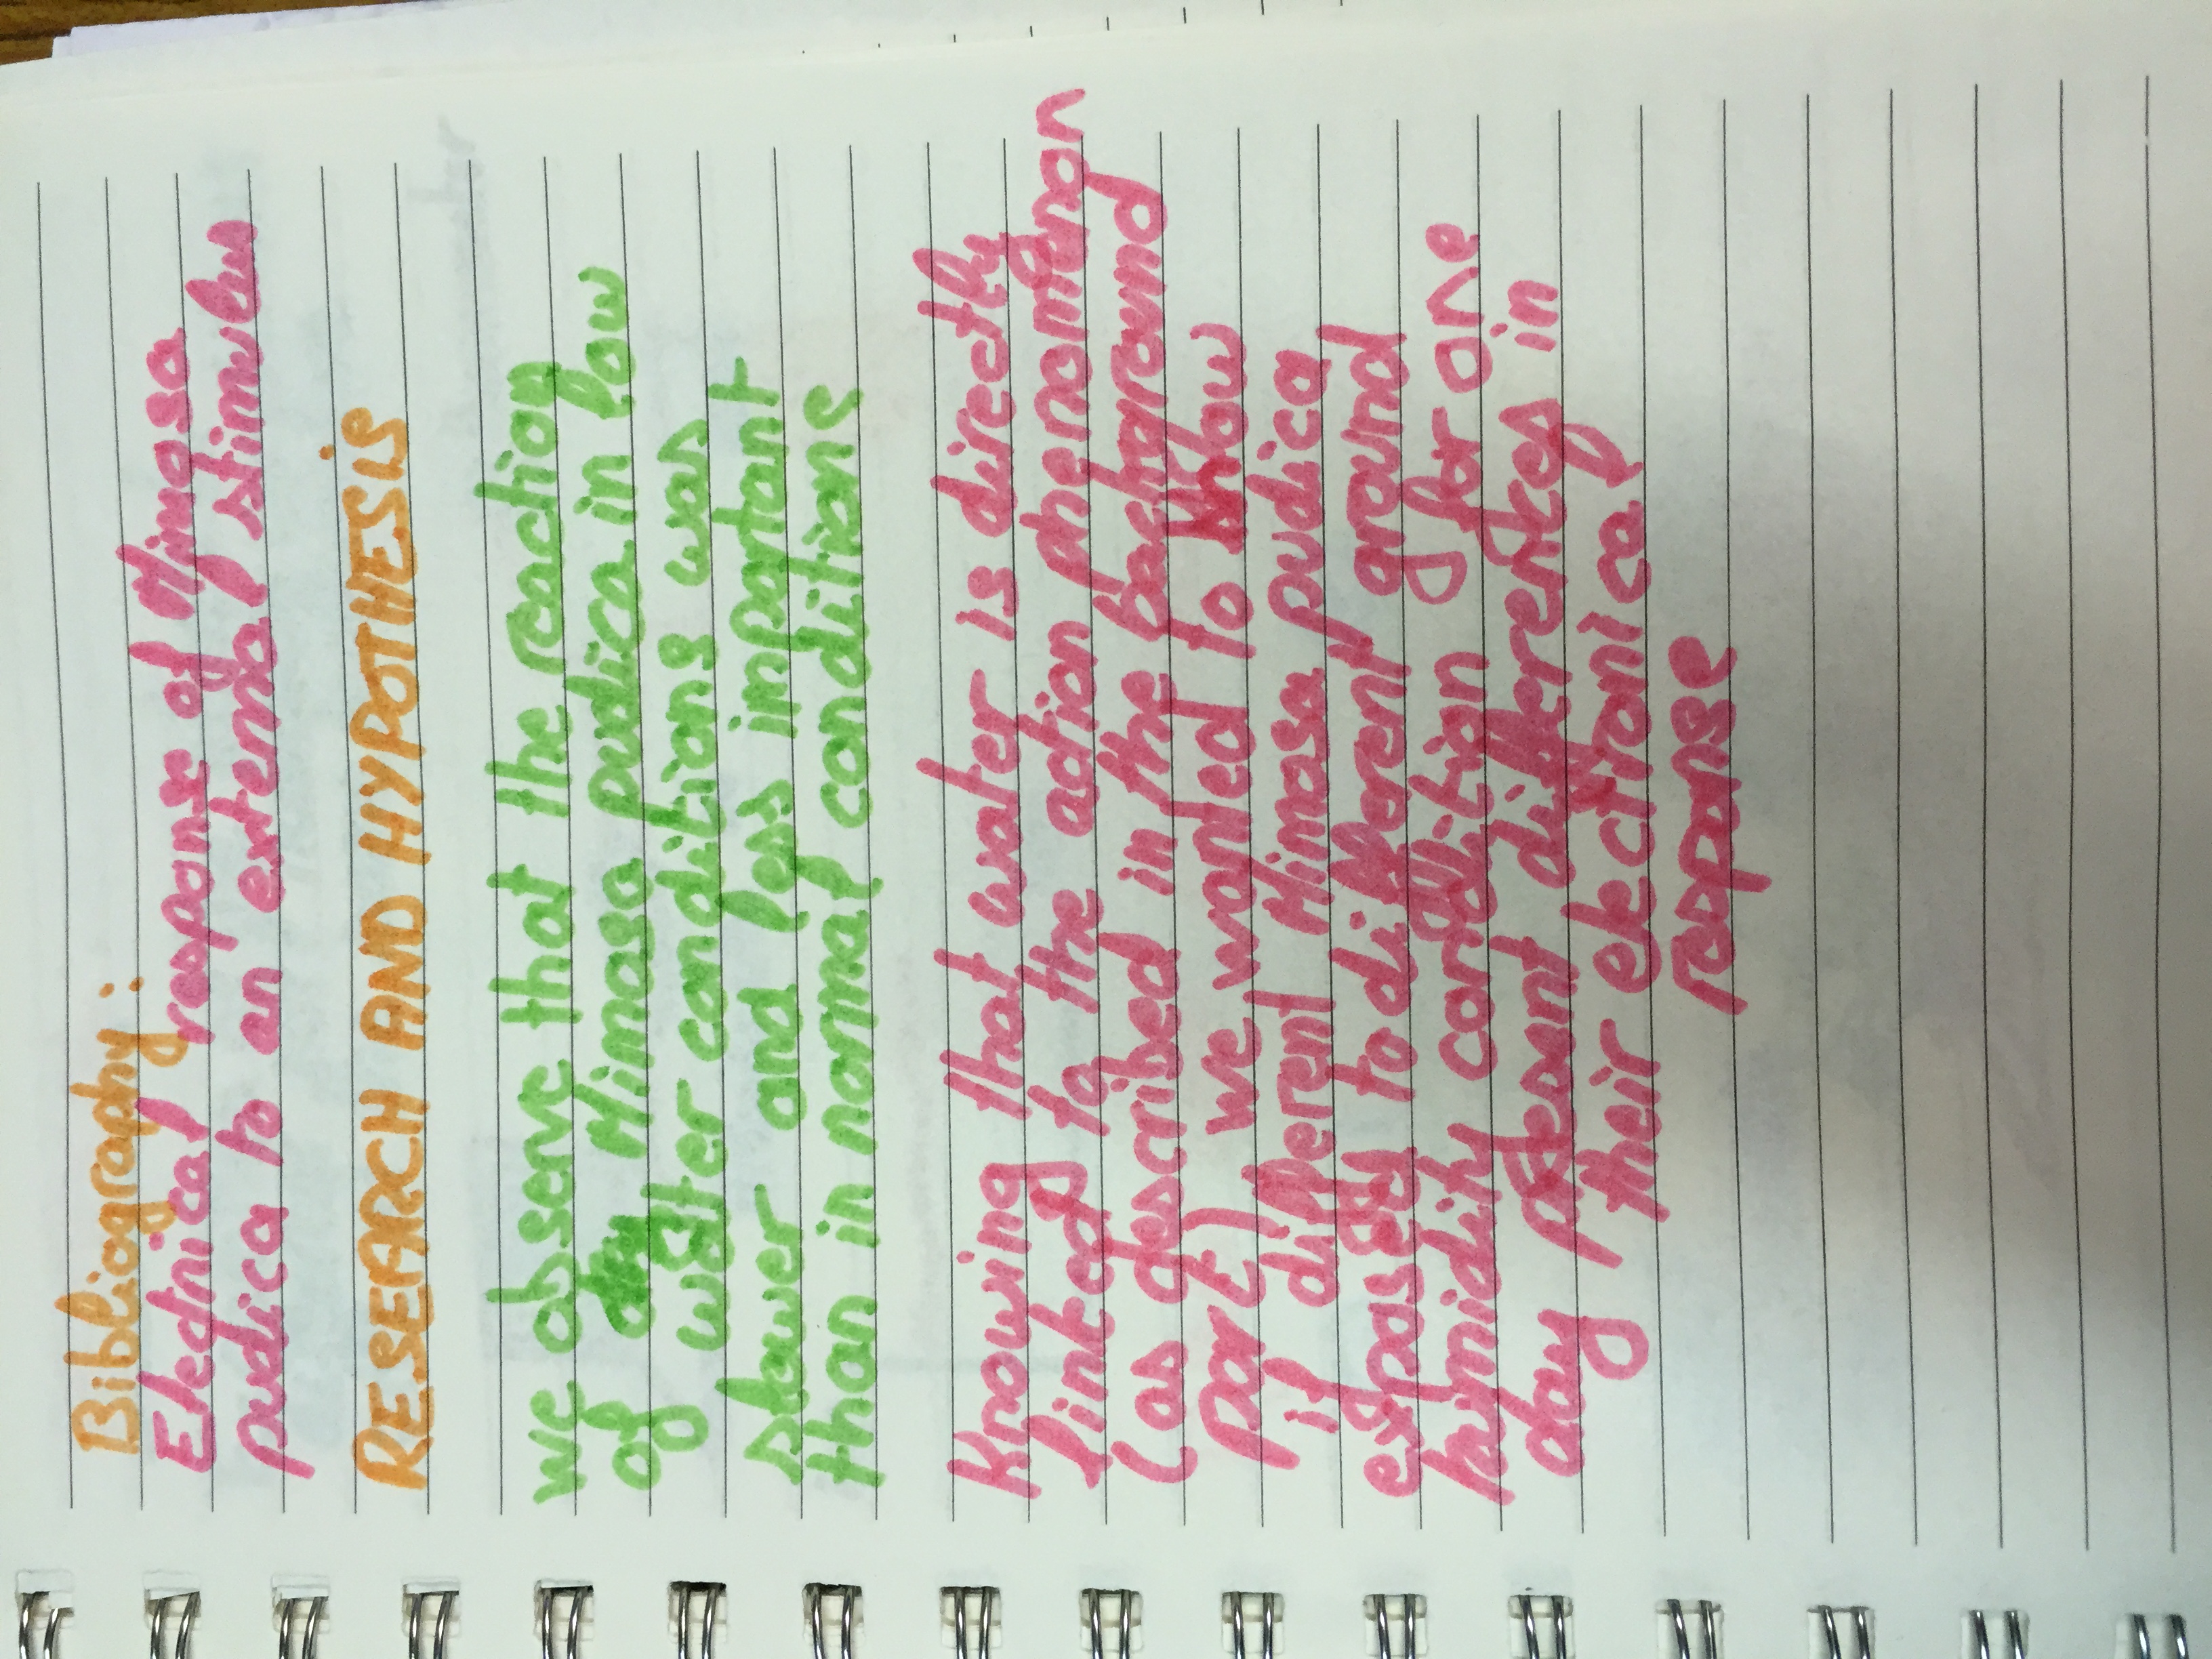 Bibliography :
Electrical response of Mimosa
pudica to an external stimulus
RESEARCH AND HYPOTHESIS
we observe that the reaction
of dry Mimosa pudica in low
water conditions was
slower and less important
than in normal conditions
Knowing that water is directly
linked to the action phenomenon
(as described in the background
part), we wanted to know
if different Mimosa pudica
exposed to different ground
humidity condition for one
day present differences in
their electronical
response